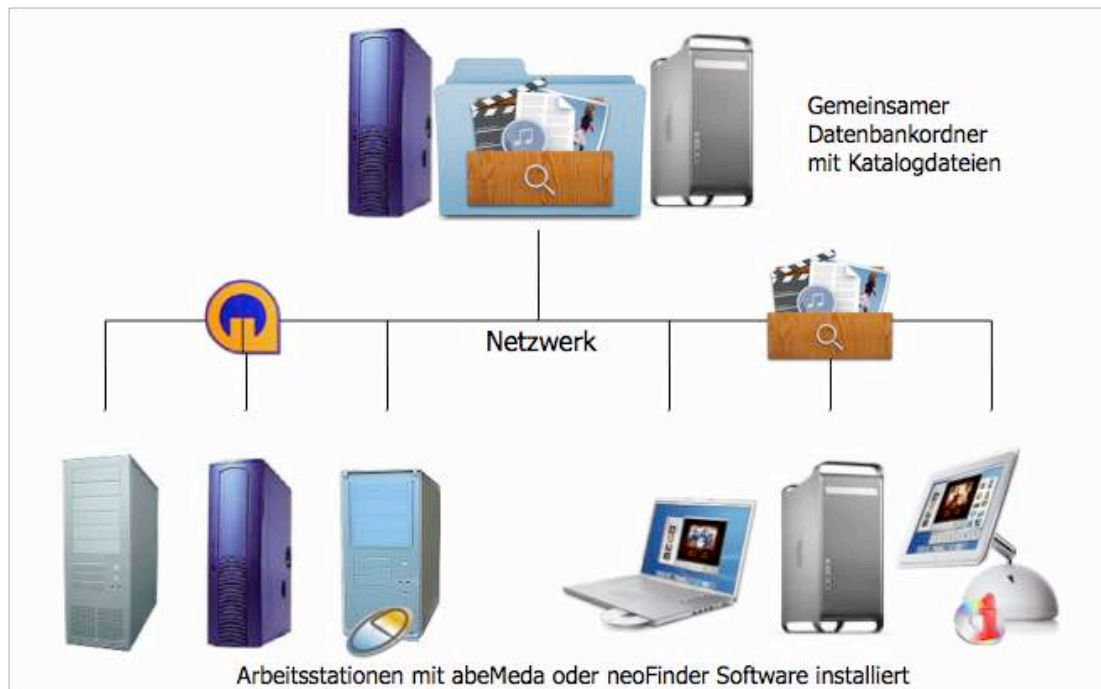 Gemeinsamer
Datenbankordner
mit Katalogdateien
Netzwerk
Arbeitsstationen mit abeMeda oder neoFinder Software installiert